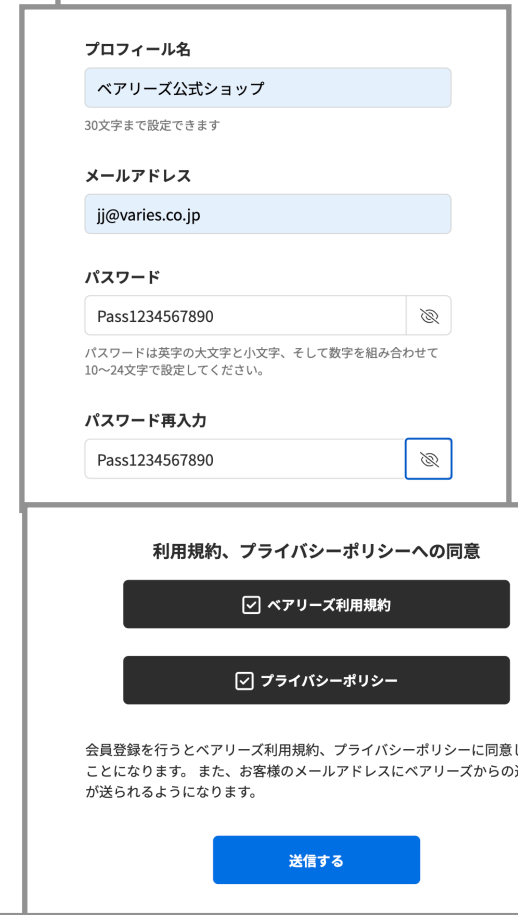 プロフィール名
ベアリーズ公式ショップ
30文字まで設定できます
メールアドレス
jj@varies.co.jp
パスワード
Pass1234567890
パスワードは英字の大文字と小文字、そして数字を組み合わせて
10〜24文字で設定してください。
パスワード再入力
Pass1234567890
利用規約、プライバシーポリシーへの同意
ベアリーズ利用規約
プライバシーポリシー
会員登録を行うとベアリーズ利用規約、プライバシーポリシーに同意し
ことになります。 また、お客様のメールアドレスにベアリーズからの
が送られるようになります。
送信する